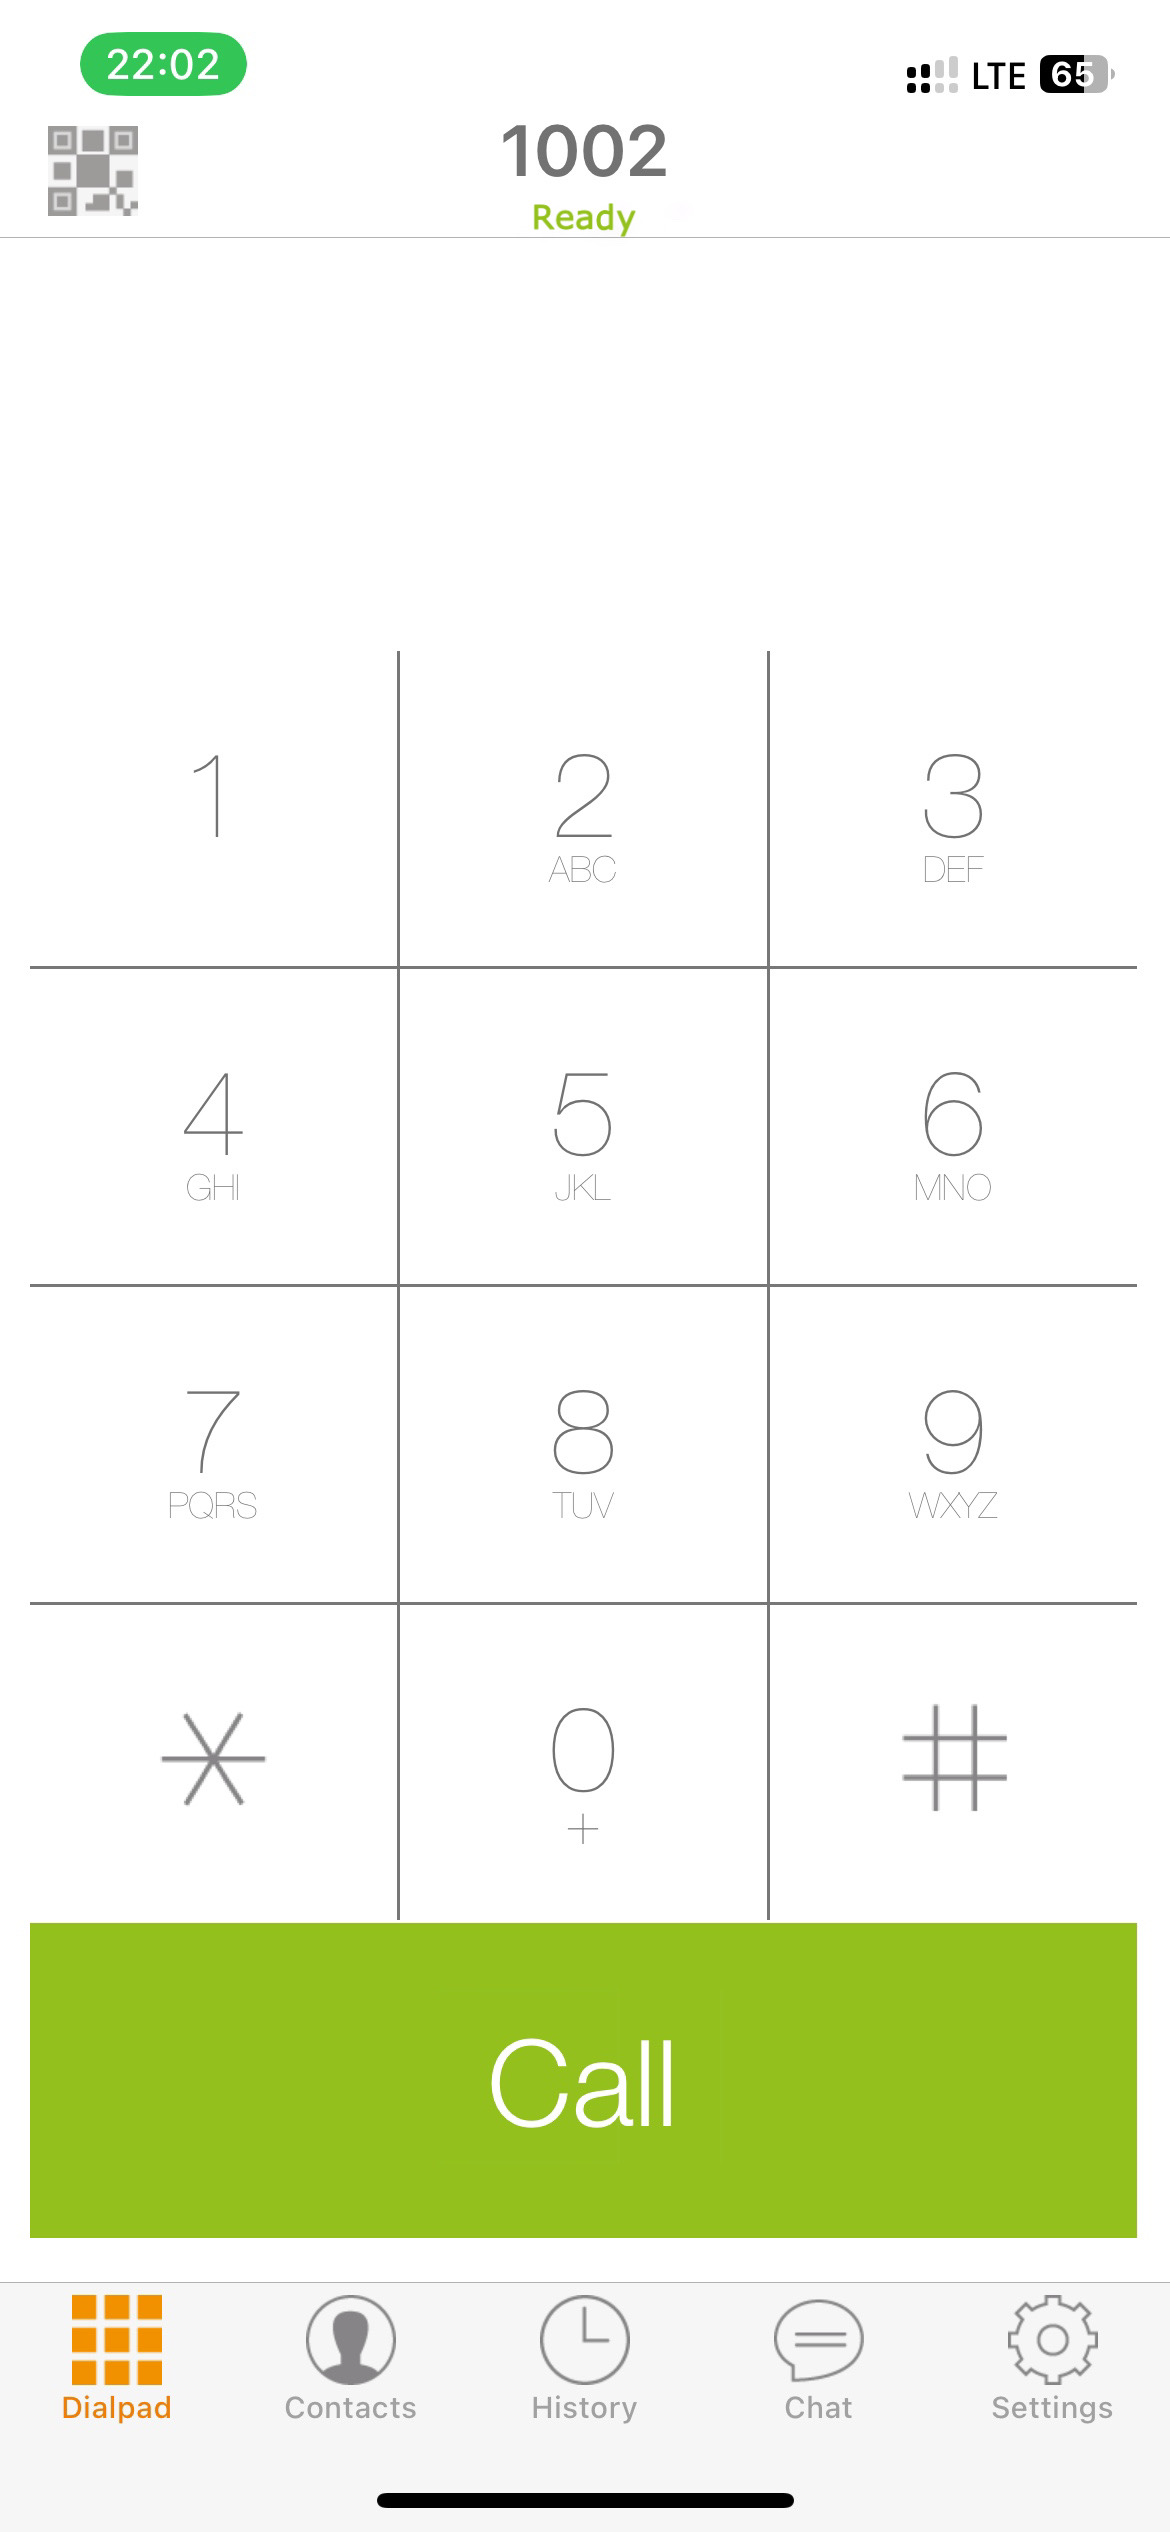 22:02 LTE 65
1002
Ready
1 2 3
ABC DEF
4 5 6
GHI JKL MNO
7 8 9
PQRS TUV WXYZ
* 0 #
+
Call
Dialpad Contacts History Chat Settings